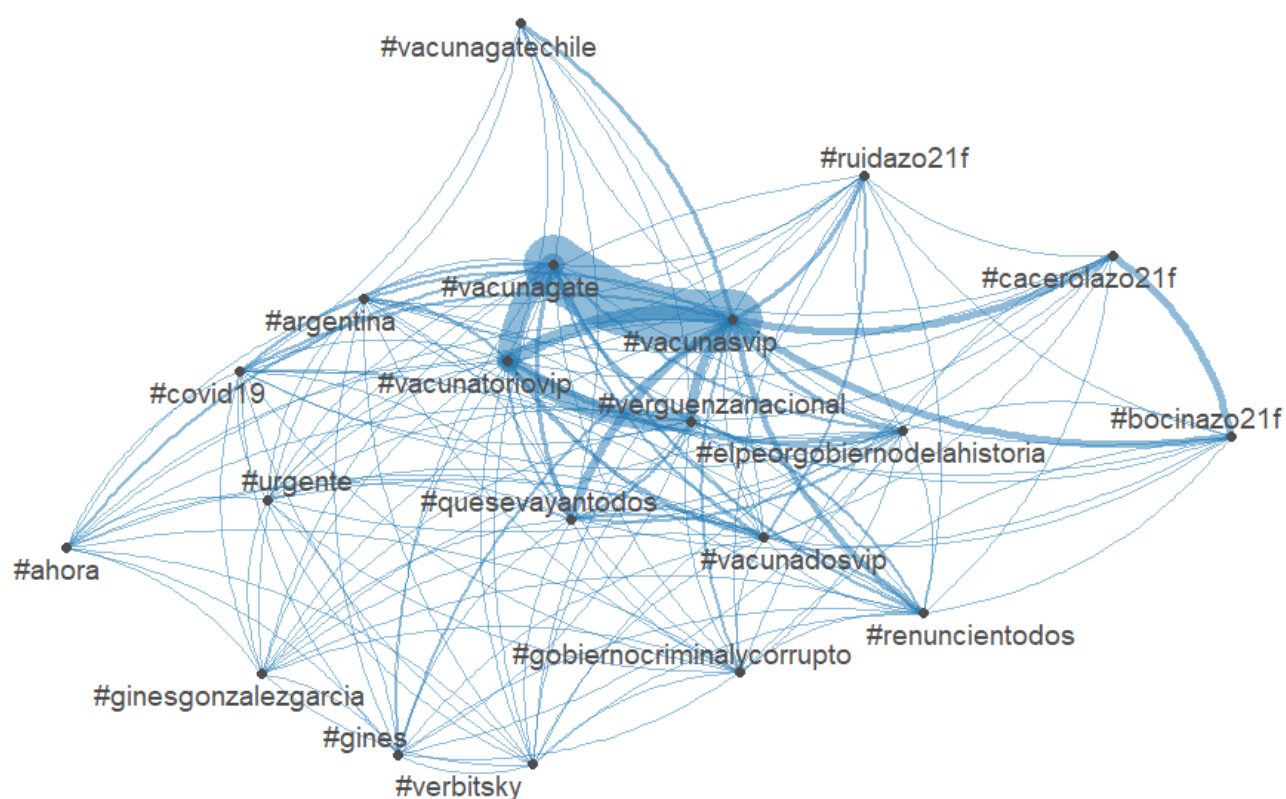 #vacunagatechile
#ruidazo21f
#cacerolazo21f
#vacunagate
#argentina
#vacunasvip
#covid19
#vacunatoriovip
#verguenzanacional
#bocinazo21f
#elpeorgobiernodelahistoria
#urgente
#quesevayantodos
#vacunadosvip
#ahora
#renuncientodos
#gobiernocriminalycorrupto
#ginesgonzalezgarcia
#gines
#verbitsky